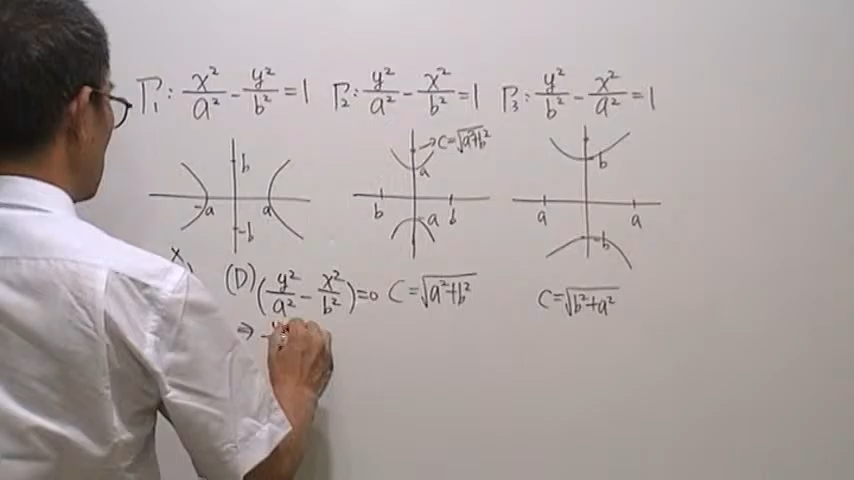 Γ₁: x²/a² - y²/b² = 1
Γ₂: y²/a² - x²/b² = 1
Γ₃: y²/b² - x²/a² = 1
b
-a
a
-b
→ C=√a²+b²
a
b
-a
b
b
a
a
-b
X
(D) (y²/a² - x²/b²)=0
C=√a²+b²
C=√b²+a²
⇒